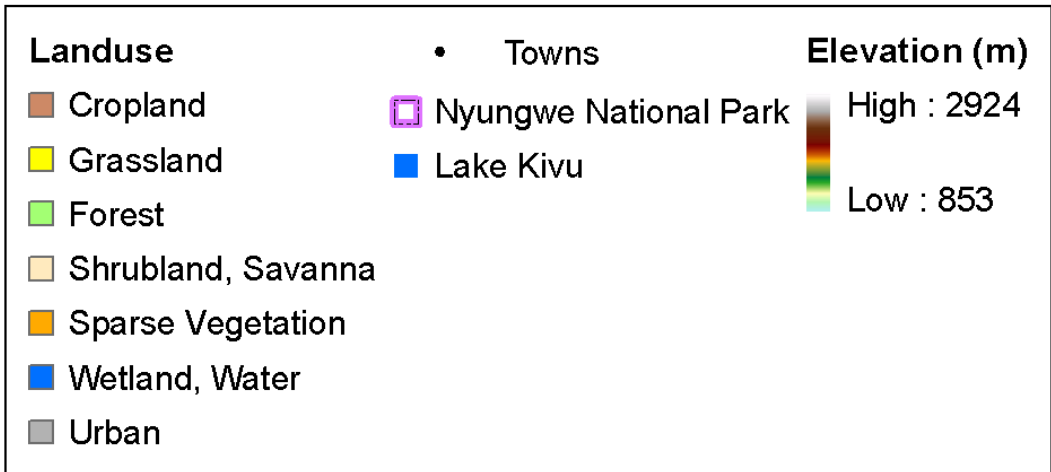 Landuse
Cropland
Grassland
Forest
Shrubland, Savanna
Sparse Vegetation
Wetland, Water
Urban
Towns
Nyungwe National Park
Lake Kivu
Elevation (m)
High : 2924
Low : 853